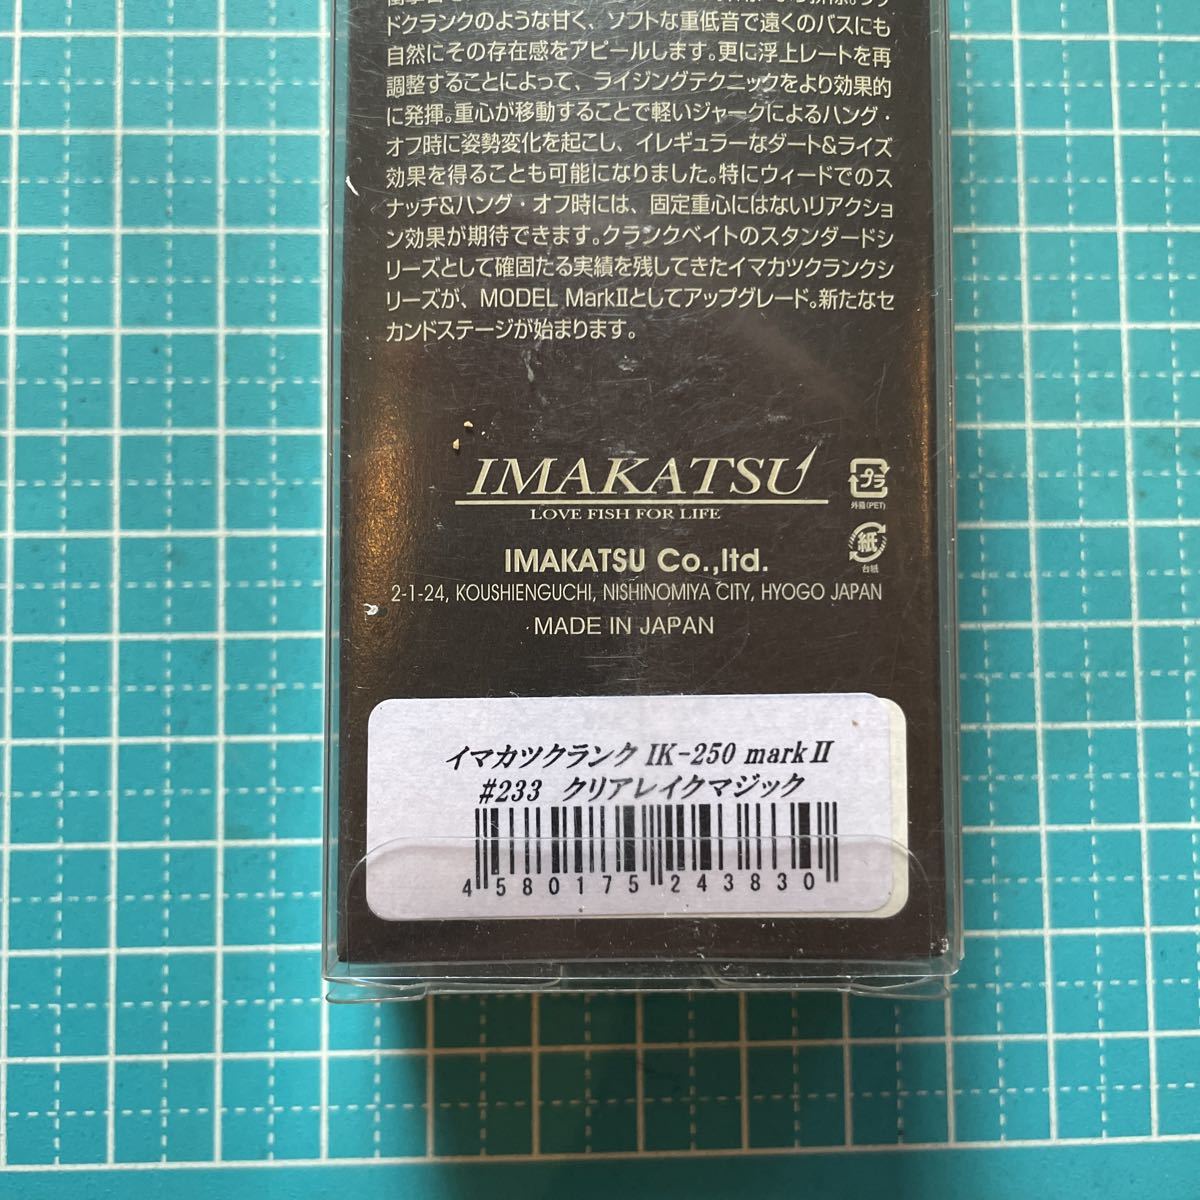 ドクランクのような甘く、ソフトな重低音で遠くのバスにも
自然にその存在感をアピールします。更に浮上レートを再
調整することによって、ライジングテクニックをより効果的
に発揮。重心が移動することで軽いジャークによるハング・
オフ時に姿勢変化を起こし、イレギュラーなダート&ライズ
効果を得ることも可能になりました。特にウィードでのス
ナッチ&ハング・オフ時には、固定重心にはないリアクショ
ン効果が期待できます。クランクベイトのスタンダードシ
リーズとして確固たる実績を残してきたイマカツクランクシ
リーズが、MODEL MarkⅡとしてアップグレード。新たなセ
カンドステージが始まります。
IMAKATSU
LOVE FISH FOR LIFE
プラ
外箱(PET)
紙
台紙
IMAKATSU Co.,ltd.
2-1-24, KOUSHIENGUCHI, NISHINOMIYA CITY, HYOGO JAPAN
MADE IN JAPAN
イマカツクランク IK-250 mark Ⅱ
#233 クリアレイクマジック
4 580175 243830